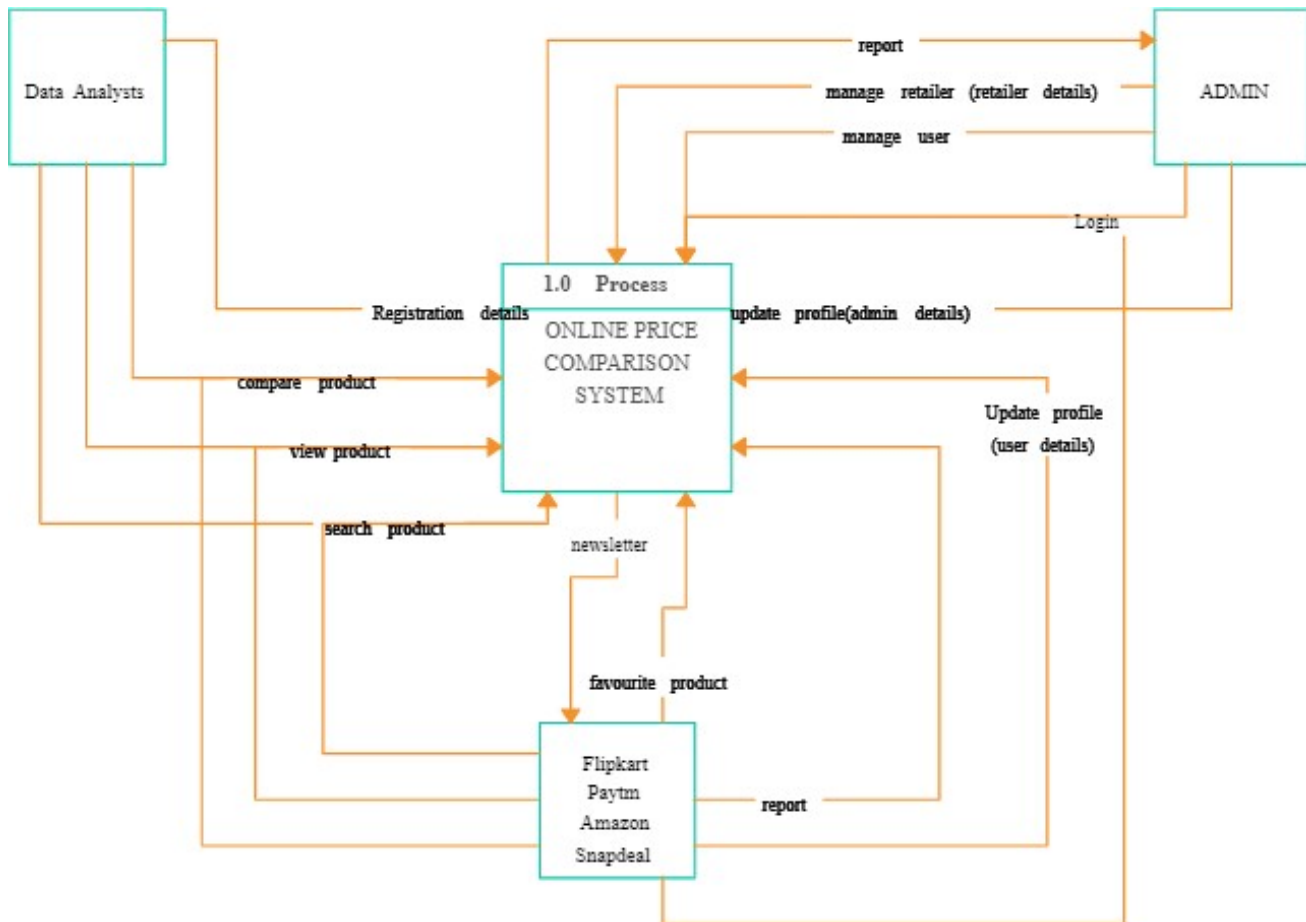 report
Data Analysts
manage retailer (retailer details)
ADMIN
manage user
Login
1.0 Process
Registration details
update profile(admin details)
ONLINE PRICE
COMPARISON
SYSTEM
compare product
Update profile
(user details)
view product
search product
newsletter
favourite product
Flipkart
Paytm
Amazon
Snapdeal
report